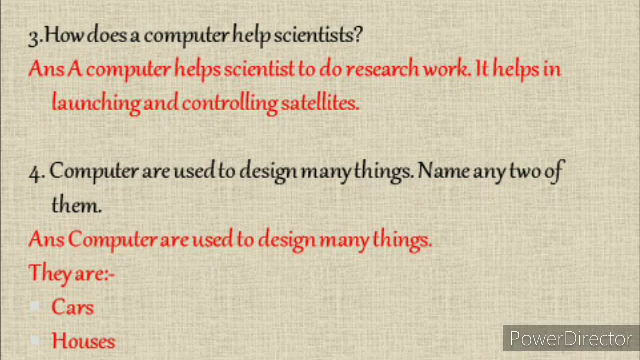 3.How does a computer help scientists?
Ans A computer helps scientist to do research work. It helps in
launching and controlling satellites.
4. Computer are used to design many things. Name any two of
them.
Ans Computer are used to design many things.
They are:-
Cars
Houses
PowerDirector